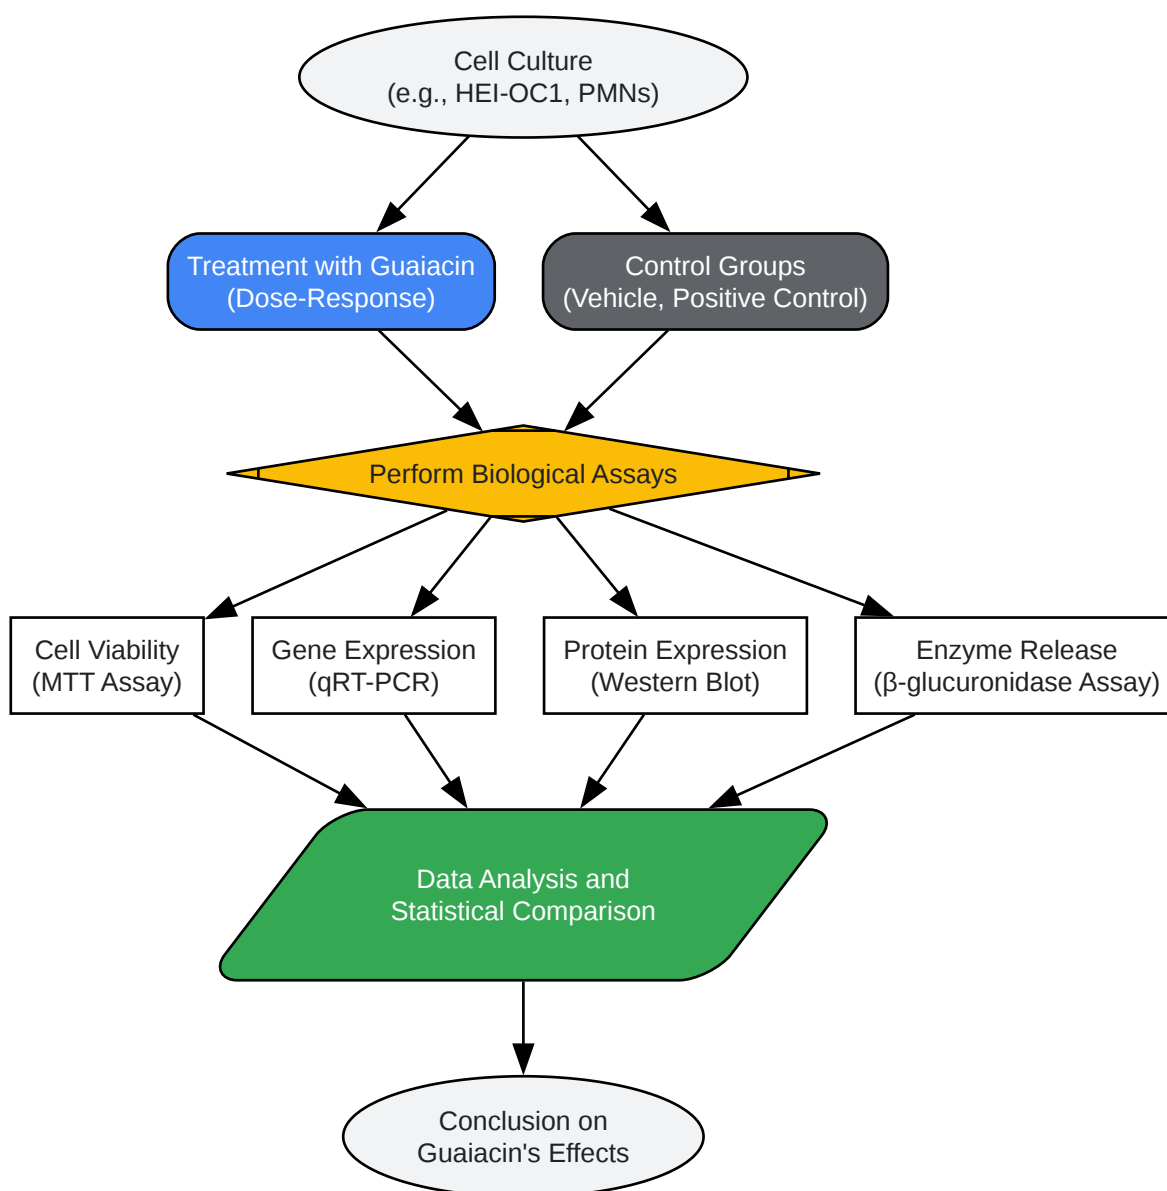 Cell Culture
(e.g., HEI-OC1, PMNs)
Treatment with Guaiacin
(Dose-Response)
Control Groups
(Vehicle, Positive Control)
Perform Biological Assays
Cell Viability
(MTT Assay)
Gene Expression
(qRT-PCR)
Protein Expression
(Western Blot)
Enzyme Release
(β-glucuronidase Assay)
Data Analysis and
Statistical Comparison
Conclusion on
Guaiacin's Effects